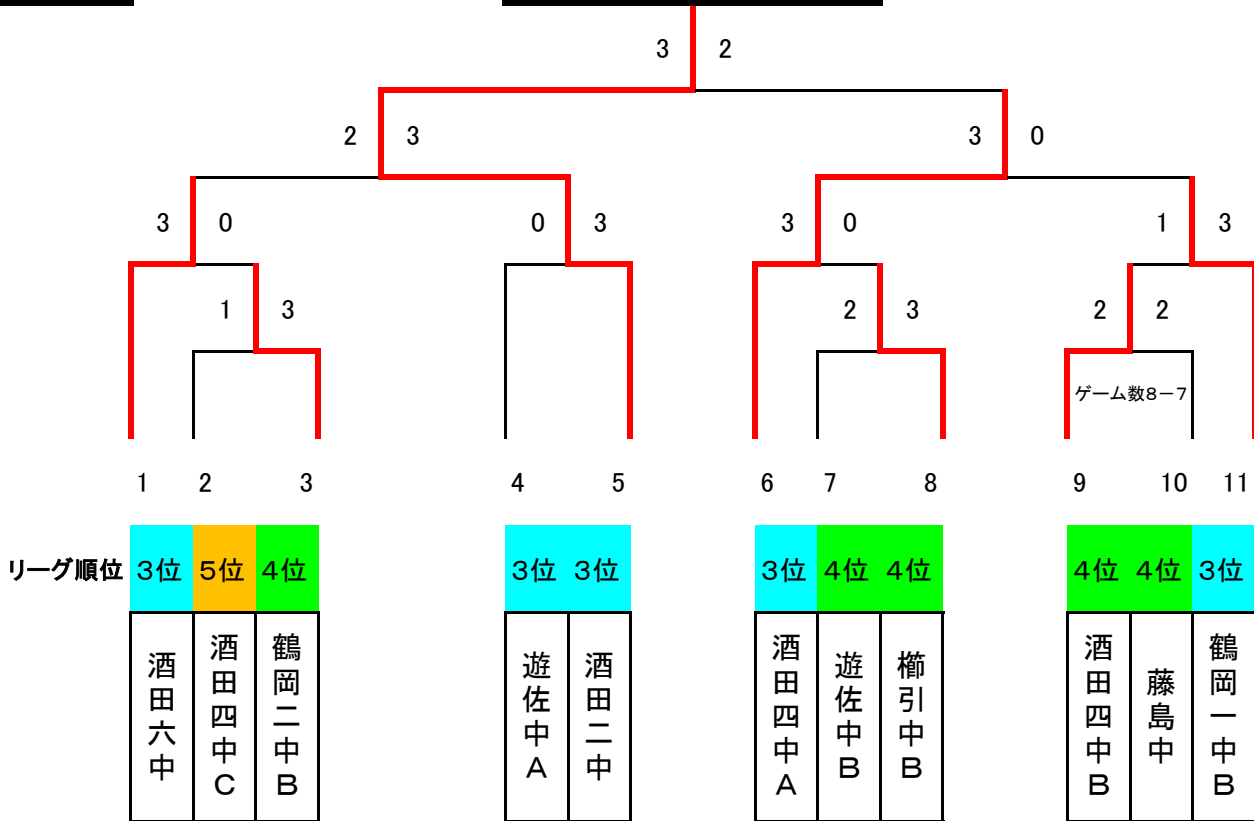 3 2
2 3 3 0
3 0 0 3 3 0 1 3
1 3 2 3 2 2
ゲーム数8－7
1 2 3 4 5 6 7 8 9 10 11
リーグ順位 3位 5位 4位 3位 3位 3位 4位 4位 4位 4位 3位
酒田六中
酒田四中C
鶴岡二中B
遊佐中A
酒田二中
酒田四中A
遊佐中B
櫛引中B
酒田四中B
藤島中
鶴岡一中B